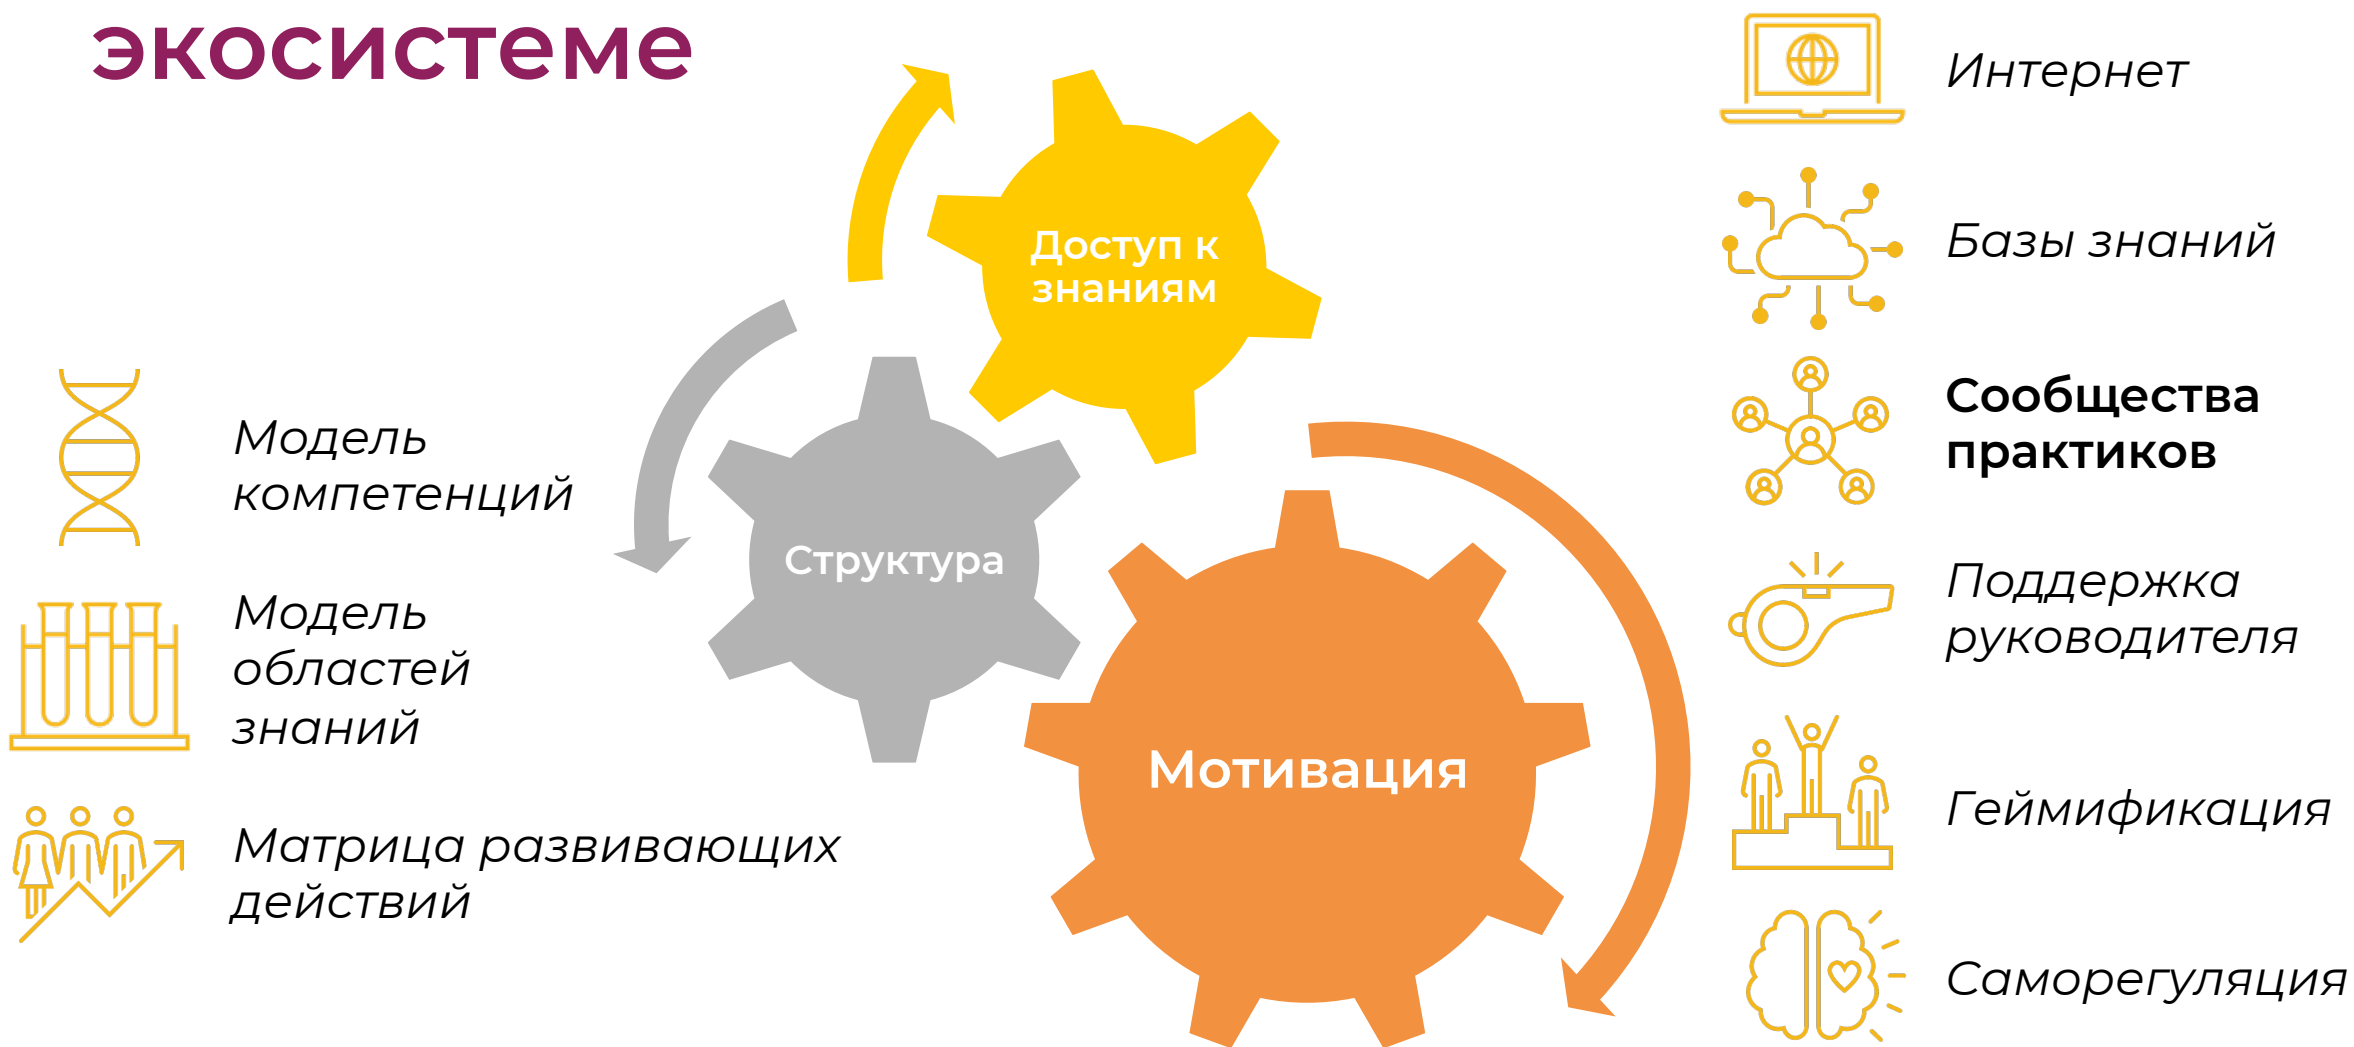 экосистеме
Доступ к
знаниям
Структура
Мотивация
Модель
компетенций
Модель
областей
знаний
Матрица развивающих
действий
Интернет
Базы знаний
Сообщества
практиков
Поддержка
руководителя
Геймификация
Саморегуляция